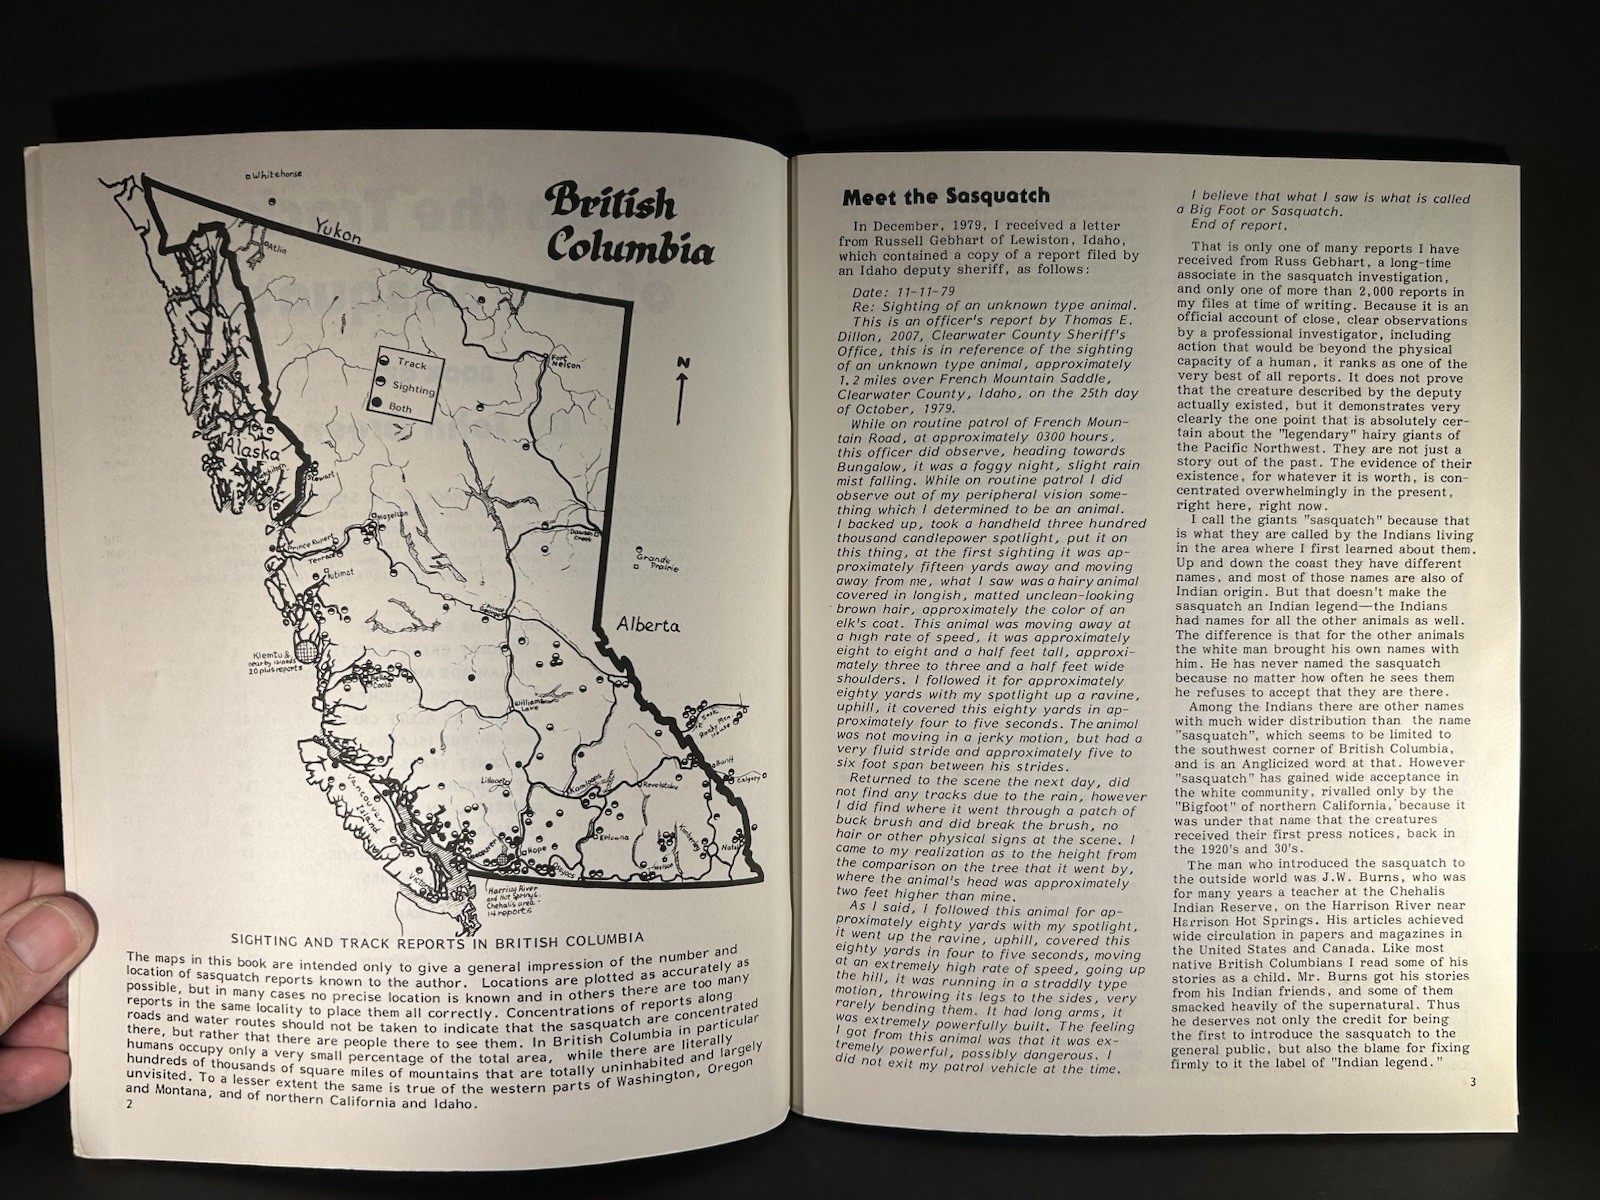 Whitehorse
British
Columbia
Yukon
Atlin
Fort
Nelson
Track
Sighting
Both
N
Alaska
Stewart
Hazelton
Prince Rupert
Terrace
Kitimat
Dawson
Creek
Grande
Prairie
Prince
George
Alberta
Klemtu &
nearby islands
20 plus reports
Bella
Coola
Williams
Lake
Rocky Mtn
House
Banff
Calgary
Lillooet
Kamloops
Revelstoke
Vancouver
Island
Kelowna
Kimberley
Natal
Vancouver
Hope
Nelson
Osoyoos
Victoria
Harrison River
and Hot Springs,
Chehalis area -
14 reports
SIGHTING AND TRACK REPORTS IN BRITISH COLUMBIA
The maps in this book are intended only to give a general impression of the number and
location of sasquatch reports known to the author. Locations are plotted as accurately as
possible, but in many cases no precise location is known and in others there are too many
reports in the same locality to place them all correctly. Concentrations of reports along
roads and water routes should not be taken to indicate that the sasquatch are concentrated
there, but rather that there are people there to see them. In British Columbia in particular
humans occupy only a very small percentage of the total area, while there are literally
hundreds of thousands of square miles of mountains that are totally uninhabited and largely
unvisited. To a lesser extent the same is true of the western parts of Washington, Oregon
and Montana, and of northern California and Idaho.
2
Meet the Sasquatch
In December, 1979, I received a letter
from Russell Gebhart of Lewiston, Idaho,
which contained a copy of a report filed by
an Idaho deputy sheriff, as follows:
Date: 11-11-79
Re: Sighting of an unknown type animal.
This is an officer's report by Thomas E.
Dillon, 2007, Clearwater County Sheriff's
Office, this is in reference of the sighting
of an unknown type animal, approximately
1.2 miles over French Mountain Saddle,
Clearwater County, Idaho, on the 25th day
of October, 1979.
While on routine patrol of French Moun-
tain Road, at approximately 0300 hours,
this officer did observe, heading towards
Bungalow, it was a foggy night, slight rain
mist falling. While on routine patrol I did
observe out of my peripheral vision some-
thing which I determined to be an animal.
I backed up, took a handheld three hundred
thousand candlepower spotlight, put it on
this thing, at the first sighting it was ap-
proximately fifteen yards away and moving
away from me, what I saw was a hairy animal
covered in longish, matted unclean-looking
brown hair, approximately the color of an
elk's coat. This animal was moving away at
a high rate of speed, it was approximately
eight to eight and a half feet tall, approxi-
mately three to three and a half feet wide
shoulders. I followed it for approximately
eighty yards with my spotlight up a ravine,
uphill, it covered this eighty yards in ap-
proximately four to five seconds. The animal
was not moving in a jerky motion, but had a
very fluid stride and approximately five to
six foot span between his strides.
Returned to the scene the next day, did
not find any tracks due to the rain, however
I did find where it went through a patch of
buck brush and did break the brush, no
hair or other physical signs at the scene. I
came to my realization as to the height from
the comparison on the tree that it went by,
where the animal's head was approximately
two feet higher than mine.
As I said, I followed this animal for ap-
proximately eighty yards with my spotlight,
it went up the ravine, uphill, covered this
eighty yards in four to five seconds, moving
at an extremely high rate of speed, going up
the hill, it was running in a straddly type
motion, throwing its legs to the sides, very
rarely bending them. It had long arms, it
was extremely powerfully built. The feeling
I got from this animal was that it was ex-
tremely powerful, possibly dangerous. I
did not exit my patrol vehicle at the time.
I believe that what I saw is what is called
a Big Foot or Sasquatch.
End of report.
That is only one of many reports I have
received from Russ Gebhart, a long-time
associate in the sasquatch investigation,
and only one of more than 2,000 reports in
my files at time of writing. Because it is an
official account of close, clear observations
by a professional investigator, including
action that would be beyond the physical
capacity of a human, it ranks as one of the
very best of all reports. It does not prove
that the creature described by the deputy
actually existed, but it demonstrates very
clearly the one point that is absolutely cer-
tain about the "legendary" hairy giants of
the Pacific Northwest. They are not just a
story out of the past. The evidence of their
existence, for whatever it is worth, is con-
centrated overwhelmingly in the present,
right here, right now.
I call the giants "sasquatch" because that
is what they are called by the Indians living
in the area where I first learned about them.
Up and down the coast they have different
names, and most of those names are also of
Indian origin. But that doesn't make the
sasquatch an Indian legend—the Indians
had names for all the other animals as well.
The difference is that for the other animals
the white man brought his own names with
him. He has never named the sasquatch
because no matter how often he sees them
he refuses to accept that they are there.
Among the Indians there are other names
with much wider distribution than the name
"sasquatch", which seems to be limited to
the southwest corner of British Columbia,
and is an Anglicized word at that. However
"sasquatch" has gained wide acceptance in
the white community, rivalled only by the
"Bigfoot" of northern California, because it
was under that name that the creatures
received their first press notices, back in
the 1920's and 30's.
The man who introduced the sasquatch to
the outside world was J.W. Burns, who was
for many years a teacher at the Chehalis
Indian Reserve, on the Harrison River near
Harrison Hot Springs. His articles achieved
wide circulation in papers and magazines in
the United States and Canada. Like most
native British Columbians I read some of his
stories as a child. Mr. Burns got his stories
from his Indian friends, and some of them
smacked heavily of the supernatural. Thus
he deserves not only the credit for being
the first to introduce the sasquatch to the
general public, but also the blame for fixing
firmly to it the label of "Indian legend."
3